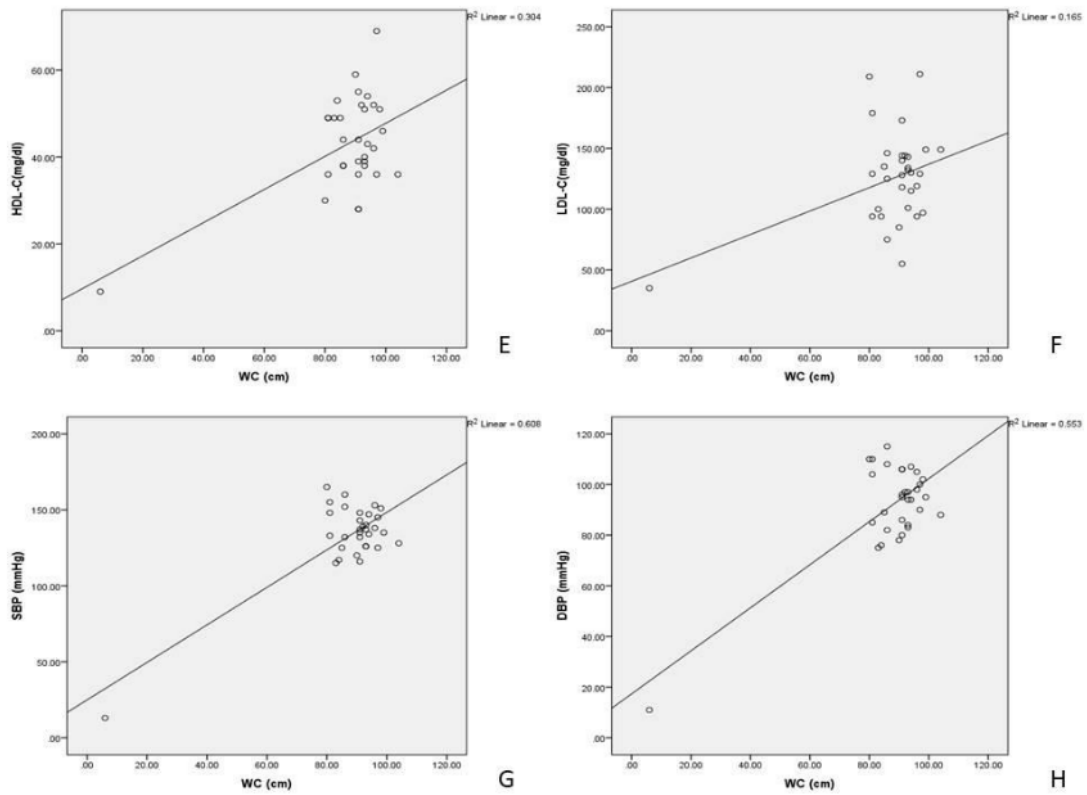 R² Linear = 0.304
HDL-C(mg/dl)
60.00
40.00
20.00
.00
.00 20.00 40.00 60.00 80.00 100.00 120.00
WC (cm)
E
R² Linear = 0.165
LDL-C(mg/dl)
250.00
200.00
150.00
100.00
50.00
.00
.00 20.00 40.00 60.00 80.00 100.00 120.00
WC (cm)
F
R² Linear = 0.608
SBP (mmHg)
200.00
150.00
100.00
50.00
.00
.00 20.00 40.00 60.00 80.00 100.00 120.00
WC (cm)
G
R² Linear = 0.553
DBP (mmHg)
120.00
100.00
80.00
60.00
40.00
20.00
.00
.00 20.00 40.00 60.00 80.00 100.00 120.00
WC (cm)
H